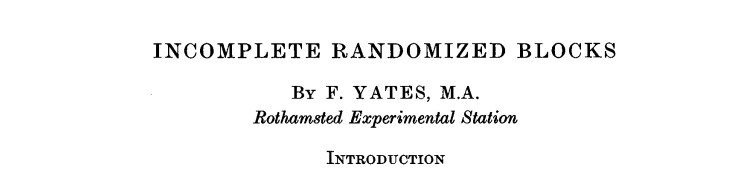 INCOMPLETE RANDOMIZED BLOCKS
By F. YATES, M.A.
Rothamsted Experimental Station
Introduction